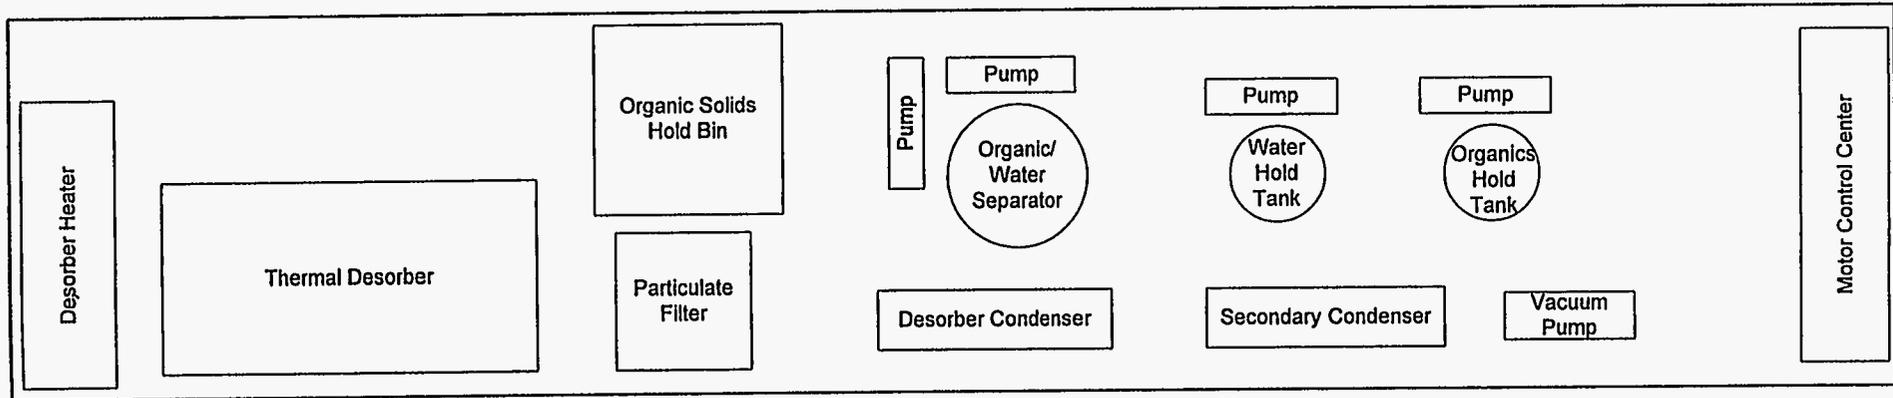 Desorber Heater
Thermal Desorber
Organic Solids
Hold Bin
Particulate
Filter
Pump
Pump
Organic/
Water
Separator
Desorber Condenser
Pump
Water
Hold
Tank
Secondary Condenser
Pump
Organics
Hold
Tank
Vacuum
Pump
Motor Control Center